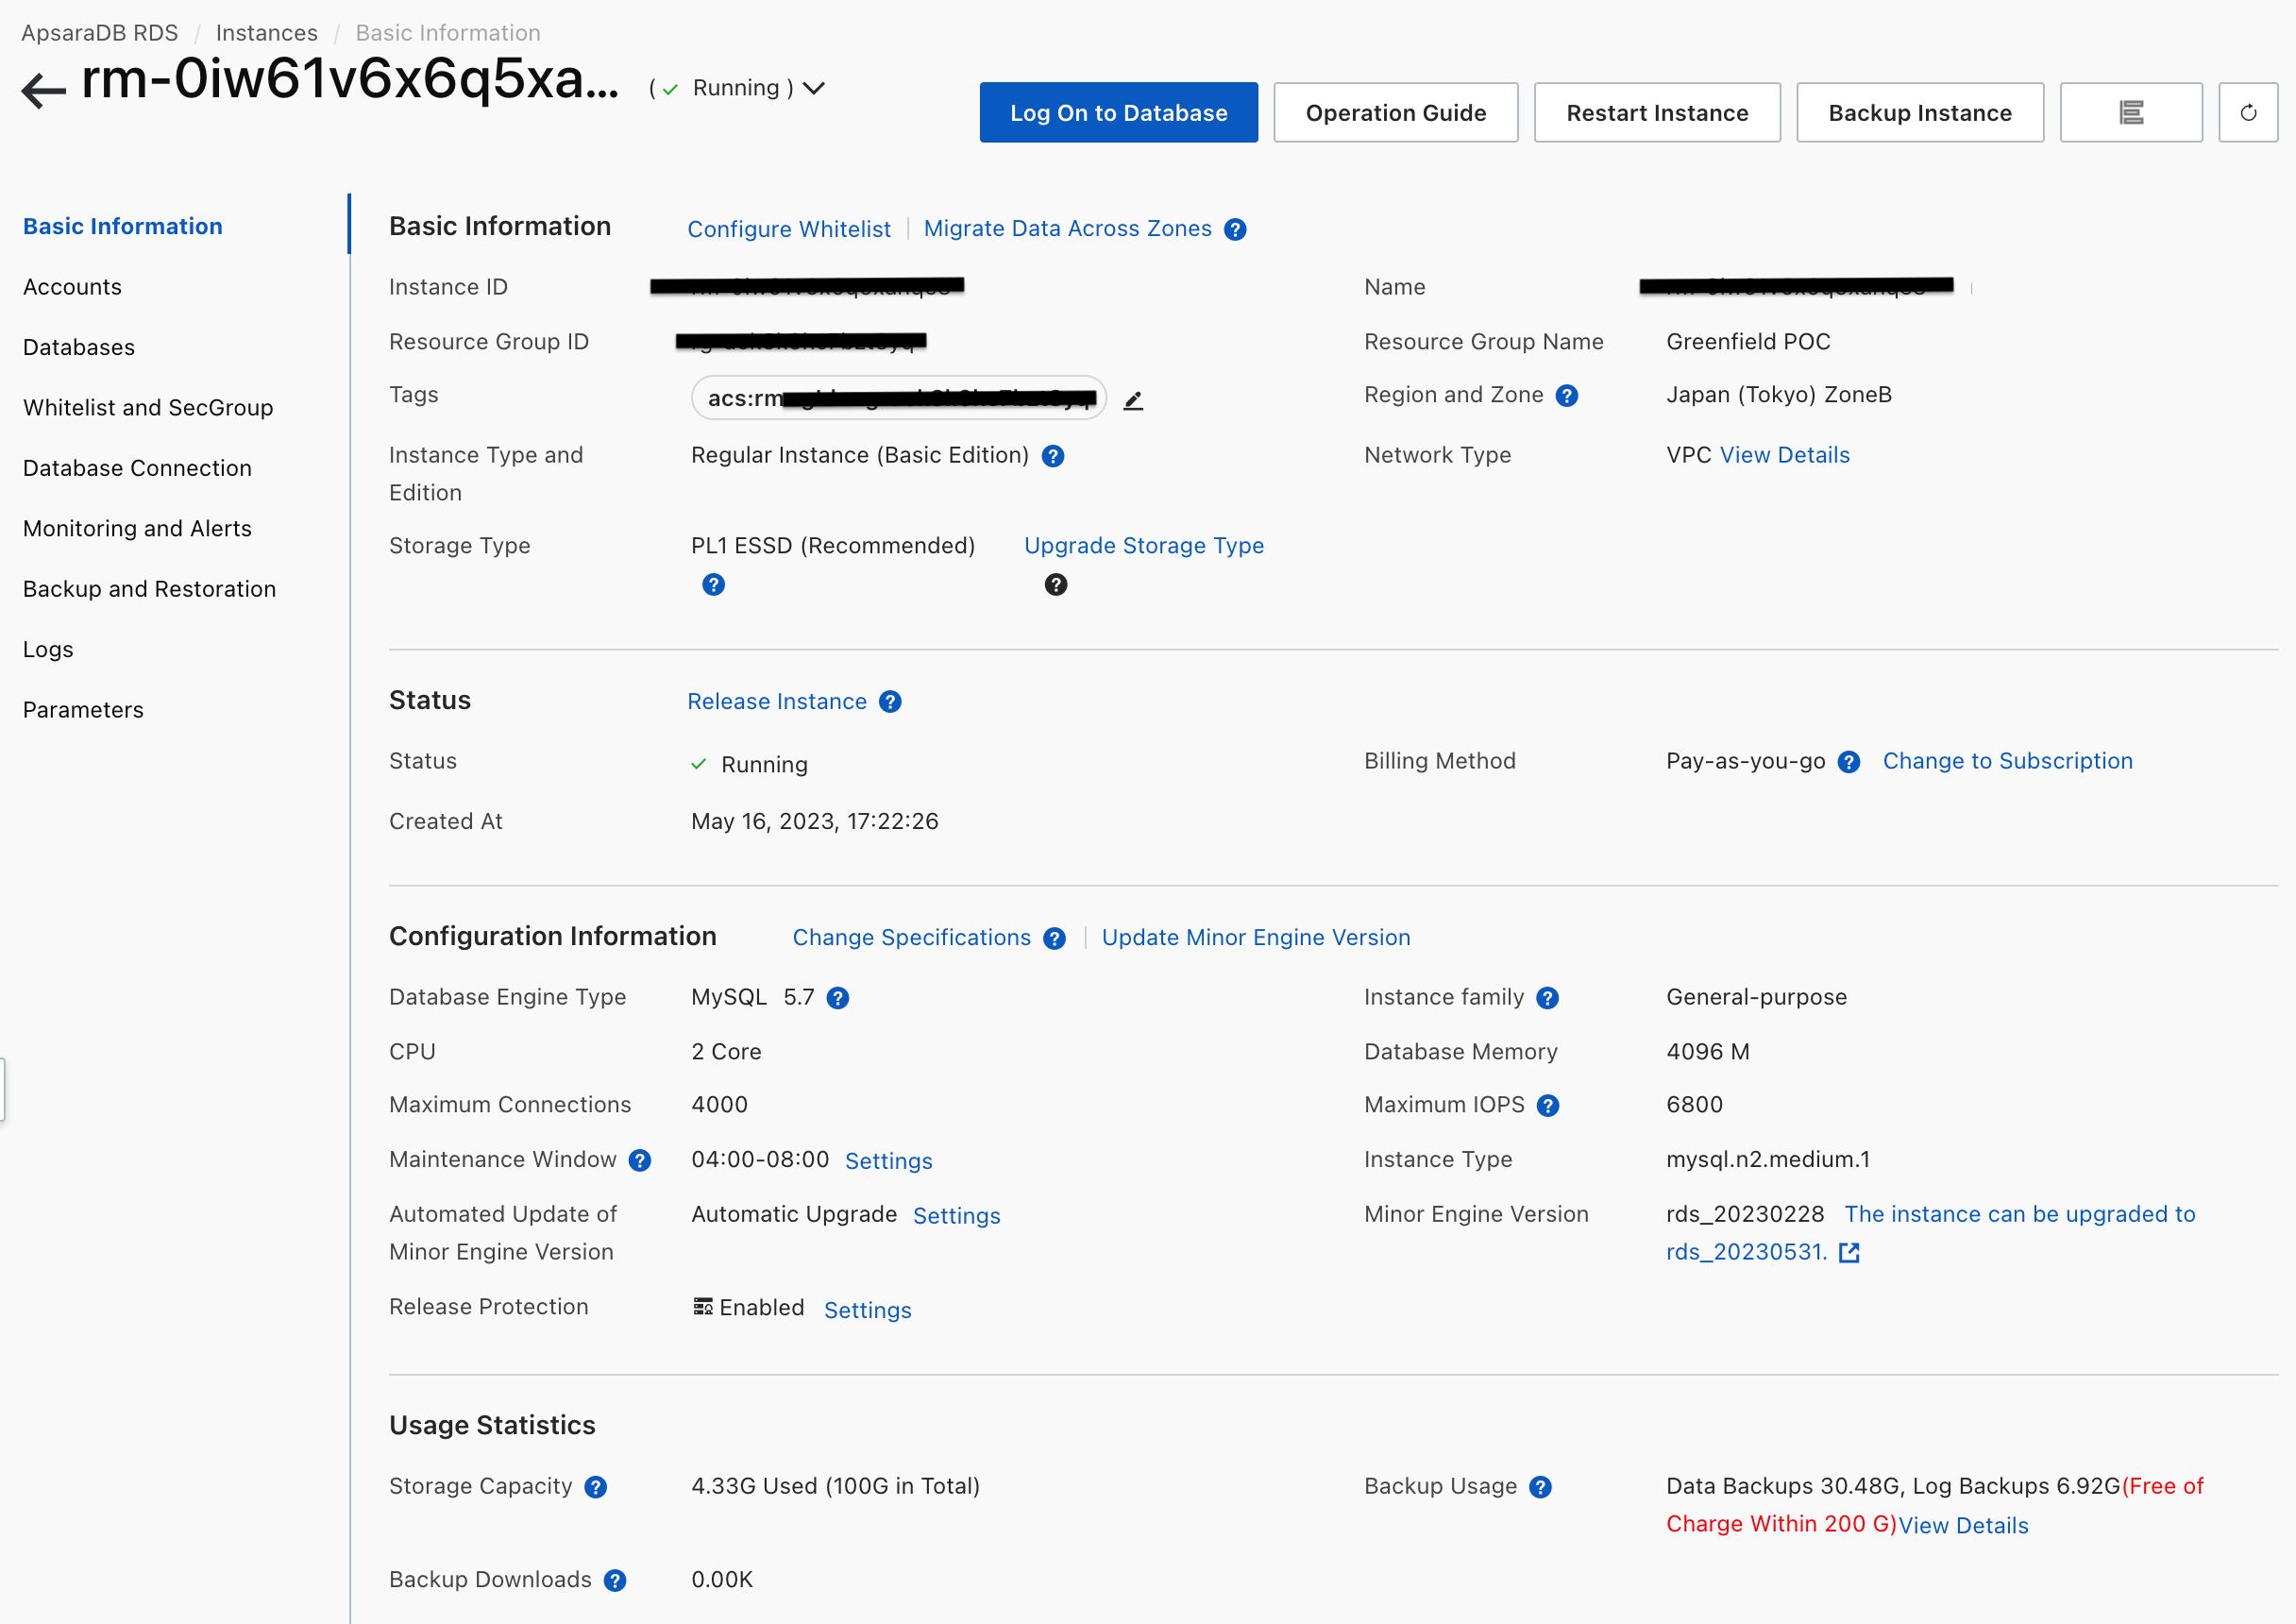 ApsaraDB RDS / Instances / Basic Information
rm-0iw61v6x6q5xa... ( Running )
Log On to Database Operation Guide Restart Instance Backup Instance
Basic Information
Accounts
Databases
Whitelist and SecGroup
Database Connection
Monitoring and Alerts
Backup and Restoration
Logs
Parameters
Basic Information Configure Whitelist | Migrate Data Across Zones ?
Instance ID Name
Resource Group ID Resource Group Name Greenfield POC
Tags acs:rm Region and Zone ? Japan (Tokyo) ZoneB
Instance Type and Regular Instance (Basic Edition) ? Network Type VPC View Details
Edition
Storage Type PL1 ESSD (Recommended) Upgrade Storage Type
? ?
Status Release Instance ?
Status Running Billing Method Pay-as-you-go ? Change to Subscription
Created At May 16, 2023, 17:22:26
Configuration Information Change Specifications ? | Update Minor Engine Version
Database Engine Type MySQL 5.7 ? Instance family ? General-purpose
CPU 2 Core Database Memory 4096 M
Maximum Connections 4000 Maximum IOPS ? 6800
Maintenance Window ? 04:00-08:00 Settings Instance Type mysql.n2.medium.1
Automated Update of Automatic Upgrade Settings Minor Engine Version rds_20230228 The instance can be upgraded to
Minor Engine Version rds_20230531.
Release Protection Enabled Settings
Usage Statistics
Storage Capacity ? 4.33G Used (100G in Total) Backup Usage ? Data Backups 30.48G, Log Backups 6.92G(Free of
Charge Within 200 G)View Details
Backup Downloads ? 0.00K